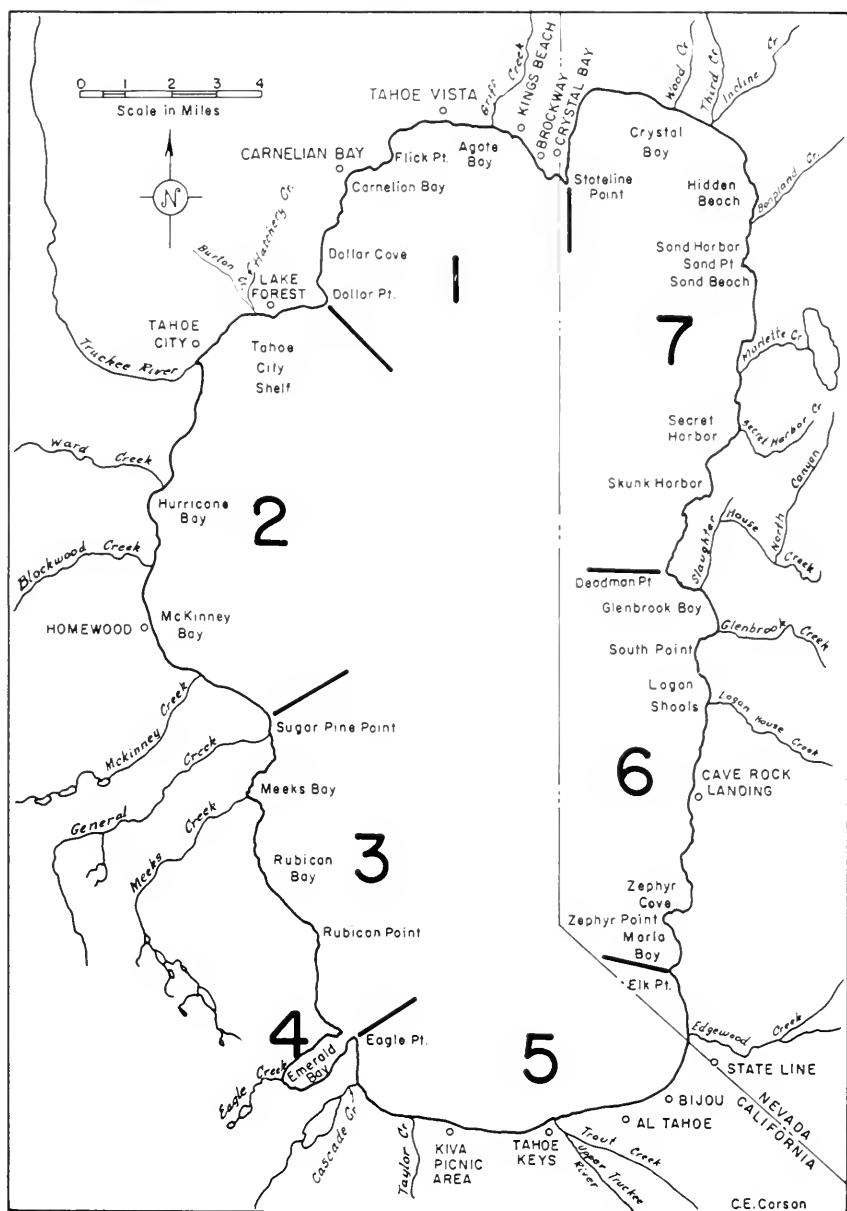 0 1 2 3 4
Scale in Miles
N
Griff Creek
KINGS BEACH
BROCKWAY
CRYSTAL BAY
Wood Cr
Third Cr
Incline Cr
TAHOE VISTA
CARNELIAN BAY
Flick Pt.
Agate
Bay
Crystal
Bay
Carnelian Bay
Stateline
Point
Hidden
Beach
Bonpland Cr.
Burton Cr.
Hatchery Cr.
Dollar Cove
Sand Harbor
Sand Pt
Sand Beach
LAKE
FOREST
Dollar Pt.
1
TAHOE
CITY
Truckee River
Tahoe
City
Shelf
7
Marlette Cr
Secret
Harbor
Secret Harbor Cr
Ward Creek
Skunk Harbor
Hurricane
Bay
2
Slaughter House
North Canyon
Creek
Blackwood Creek
Deadman Pt.
Glenbrook Bay
HOMEWOOD
McKinney
Bay
Glenbrook Creek
South Point
Logan
Shoals
Mckinney Creek
Sugar Pine Point
Logan House Creek
6
General Creek
Meeks Bay
CAVE ROCK
LANDING
Meeks Creek
Rubican
Bay
3
Zephyr
Cove
Rubicon Point
Zephyr Point
Marla
Bay
Elk Pt.
4
Eagle Pt.
5
Edgewood Creek
Emerald
Bay
Eagle Creek
STATE LINE
BIJOU
NEVADA
CALIFORNIA
Cascade Cr
AL TAHOE
Taylor Cr
KIVA
PICNIC
AREA
TAHOE
KEYS
Trout Creek
Upper Truckee
River
C.E. Corson